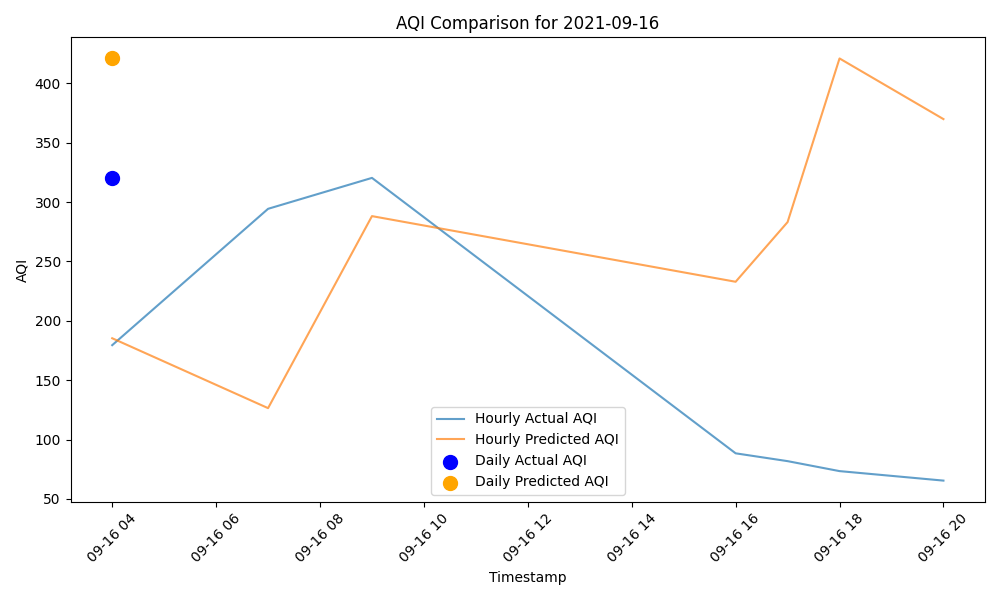 AQI Comparison for 2021-09-16
AQI
400
350
300
250
200
150
100
50
Hourly Actual AQI
Hourly Predicted AQI
Daily Actual AQI
Daily Predicted AQI
09-16 04
09-16 06
09-16 08
09-16 10
09-16 12
09-16 14
09-16 16
09-16 18
09-16 20
Timestamp